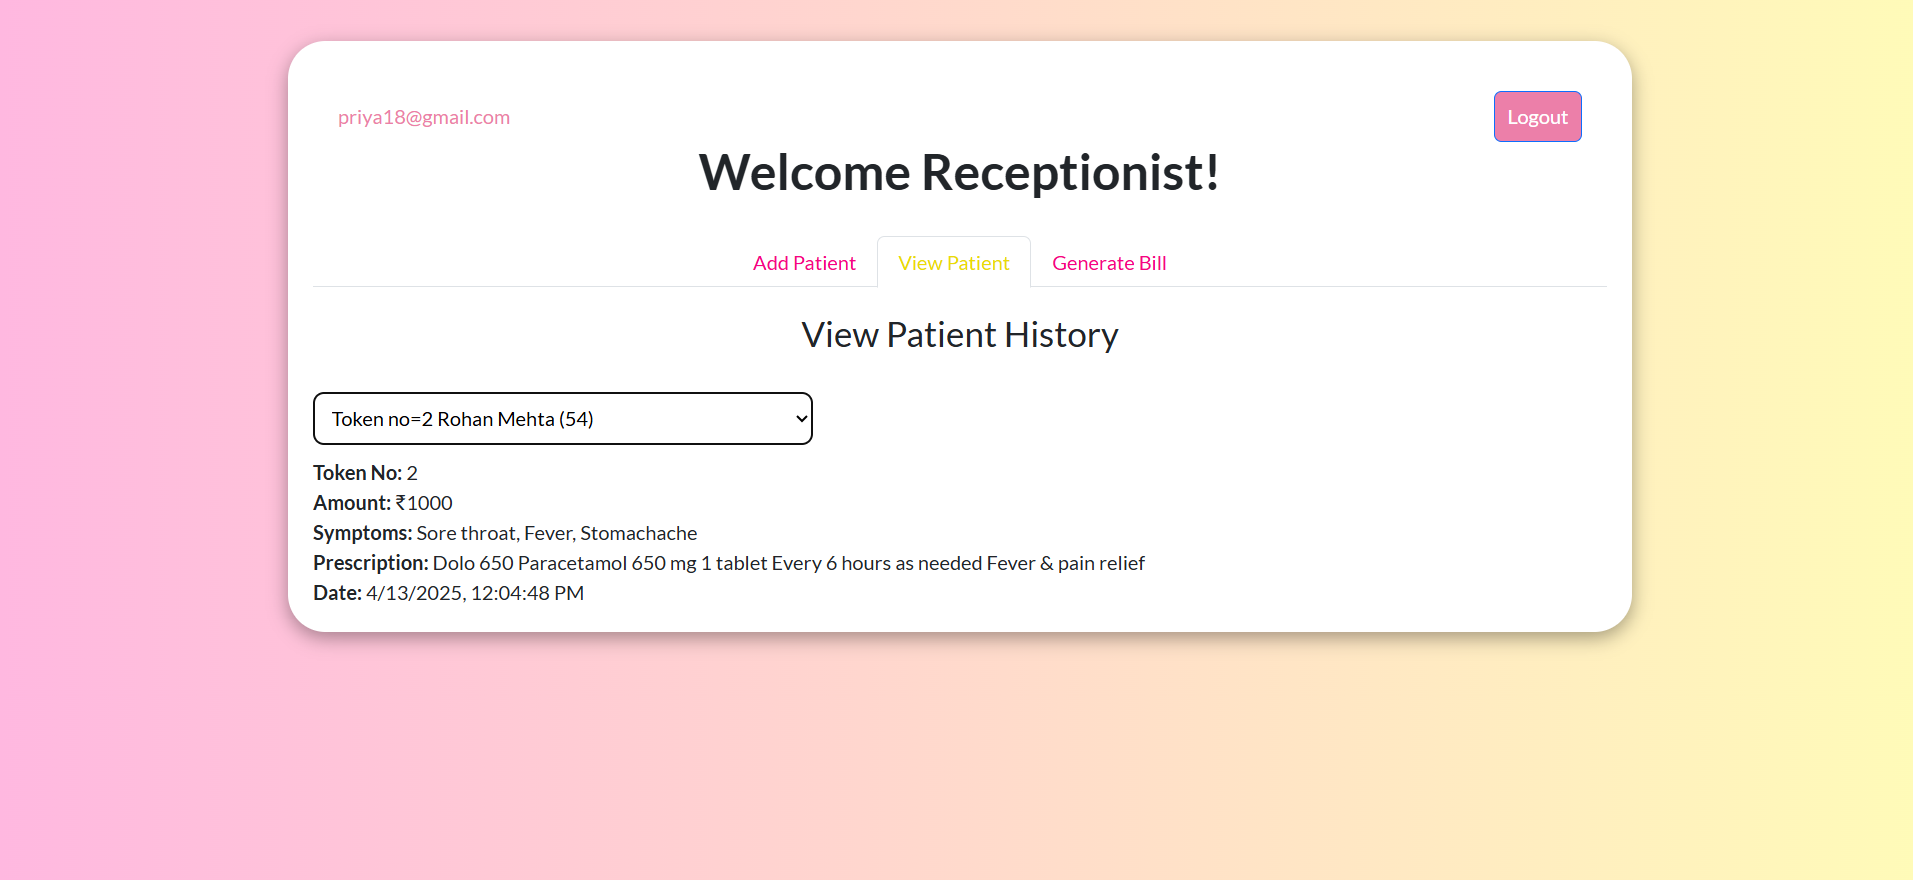 priya18@gmail.com
Logout
Welcome Receptionist!
Add Patient
View Patient
Generate Bill
View Patient History
Token no=2 Rohan Mehta (54)
Token No: 2
Amount: ₹1000
Symptoms: Sore throat, Fever, Stomachache
Prescription: Dolo 650 Paracetamol 650 mg 1 tablet Every 6 hours as needed Fever & pain relief
Date: 4/13/2025, 12:04:48 PM